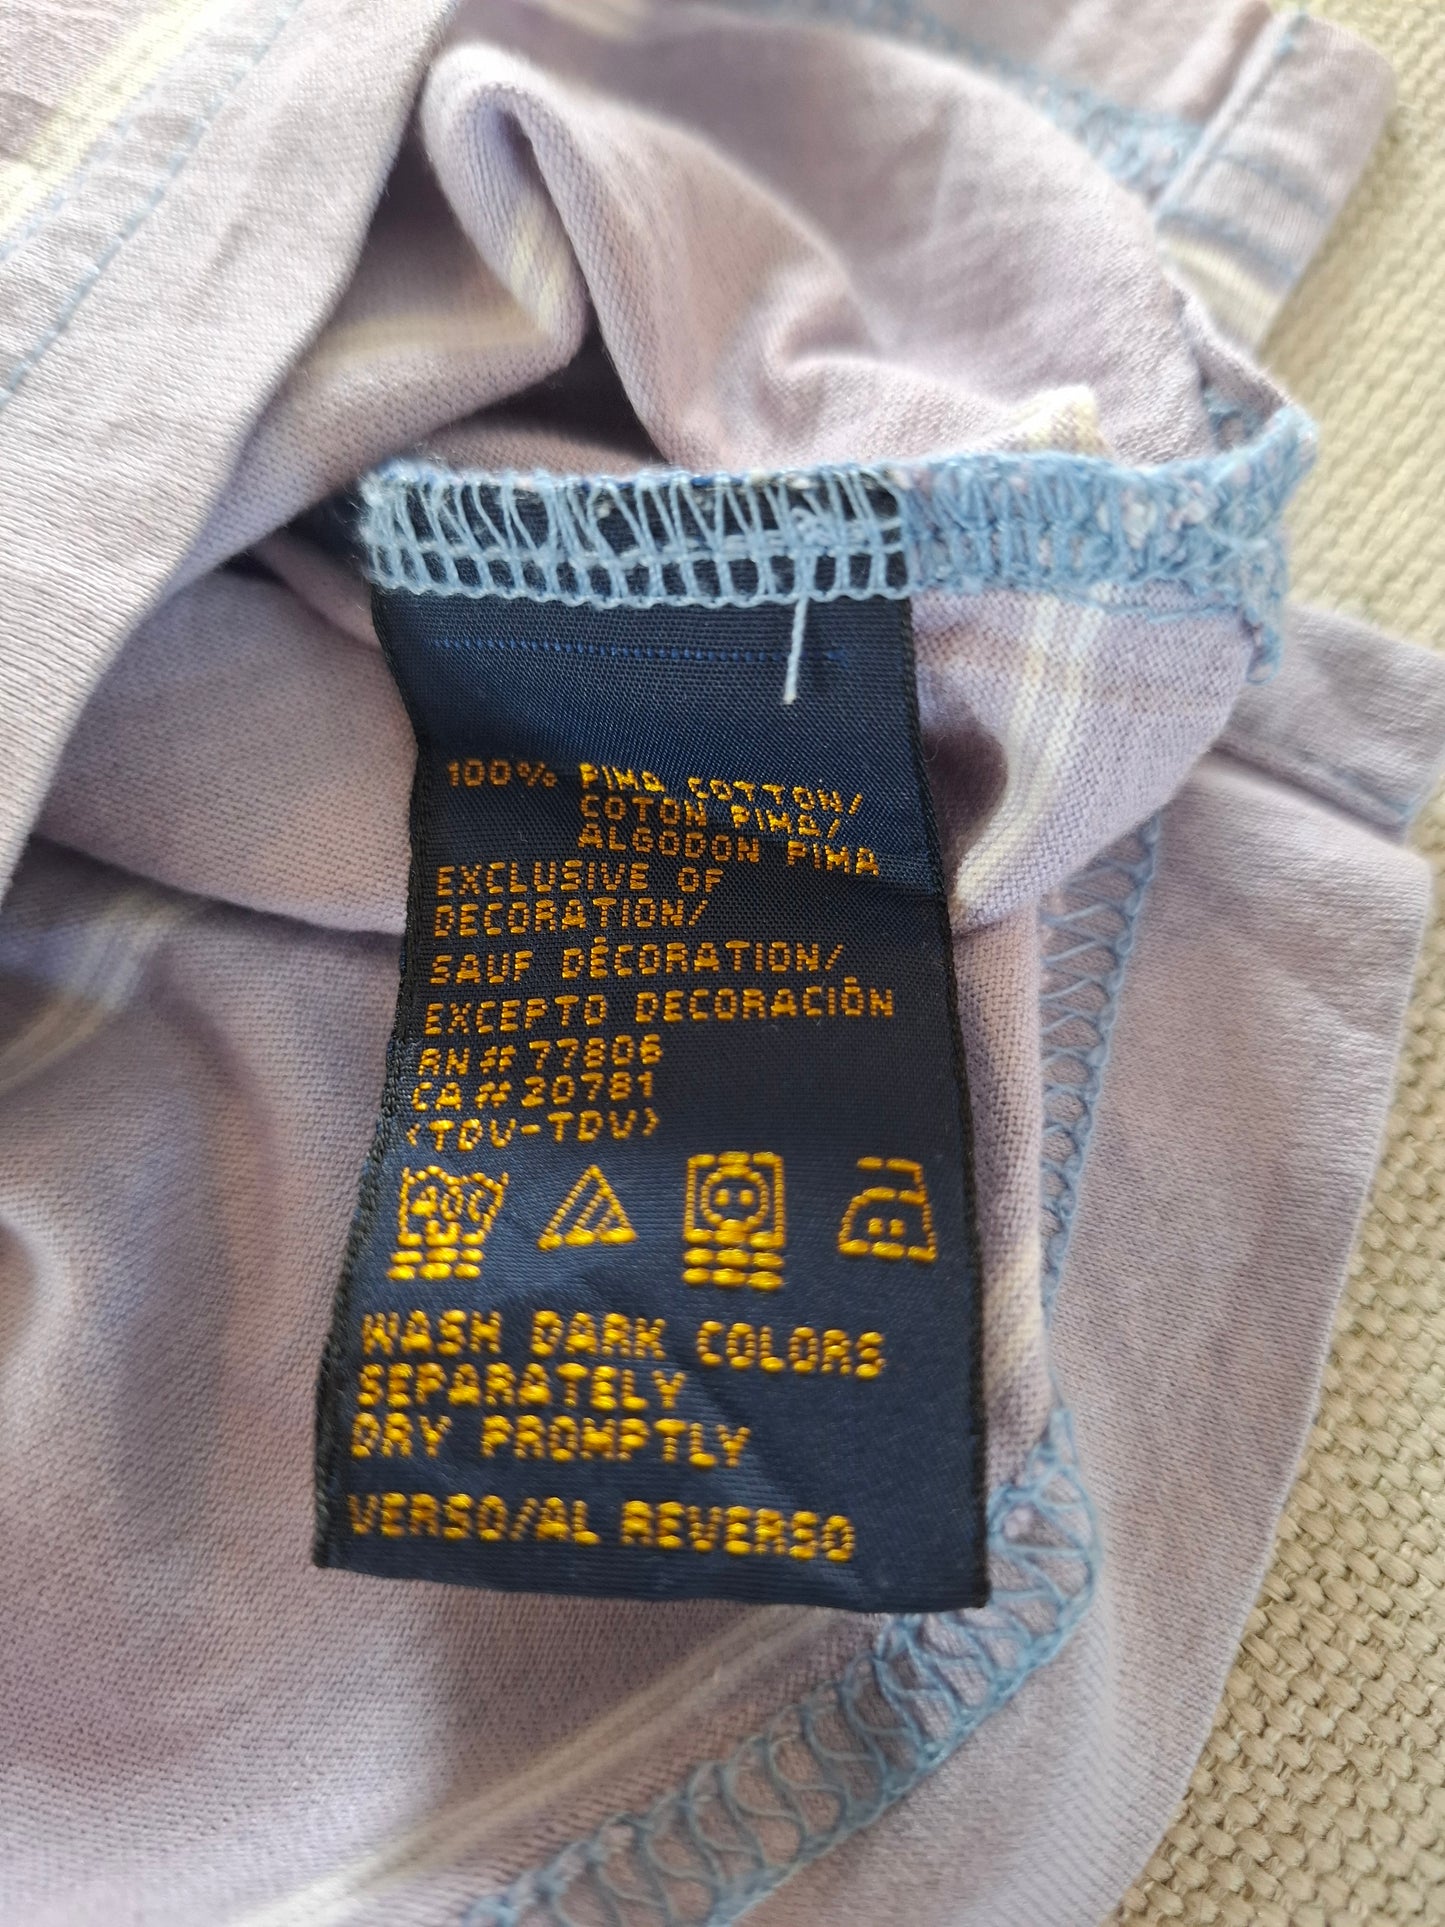 100% PIMA COTTON/
COTON PIMA/
ALGODON PIMA
EXCLUSIVE OF
DECORATION/
SAUF DÉCORATION/
EXCEPTO DECORACIÓN
RN # 77806
CA # 20781
<TDV-TDV>
40C
WASH DARK COLORS
SEPARATELY
DRY PROMPTLY
VERSO/AL REVERSO